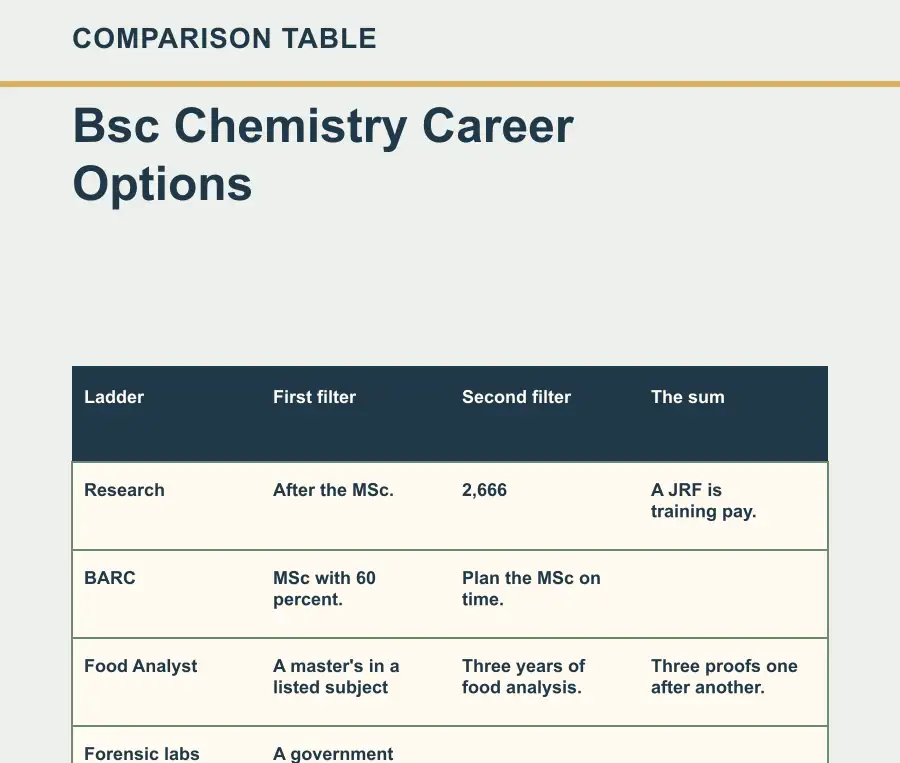 COMPARISON TABLE
Bsc Chemistry Career
Options
Ladder First filter Second filter The sum
Research After the MSc. 2,666 A JRF is
training pay.
BARC MSc with 60 Plan the MSc on
percent. time.
Food Analyst A master's in a Three years of Three proofs one
listed subject food analysis. after another.
Forensic labs A government